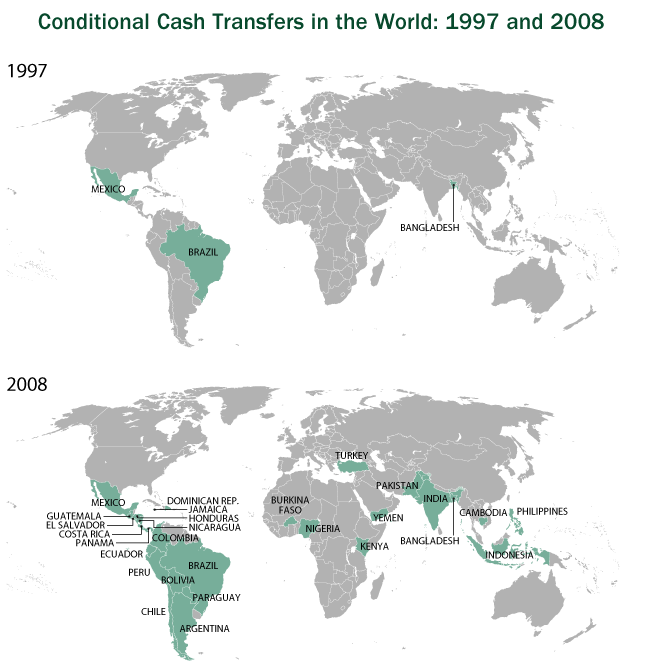 Conditional Cash Transfers in the World: 1997 and 2008
1997
MEXICO
BRAZIL
BANGLADESH
2008
TURKEY
PAKISTAN
INDIA
MEXICO
DOMINICAN REP.
JAMAICA
BURKINA
FASO
GUATEMALA
HONDURAS
EL SALVADOR
NICARAGUA
COSTA RICA
PANAMA
COLOMBIA
NIGERIA
YEMEN
CAMBODIA
PHILIPPINES
BANGLADESH
KENYA
ECUADOR
INDONESIA
BRAZIL
PERU
BOLIVIA
PARAGUAY
CHILE
ARGENTINA